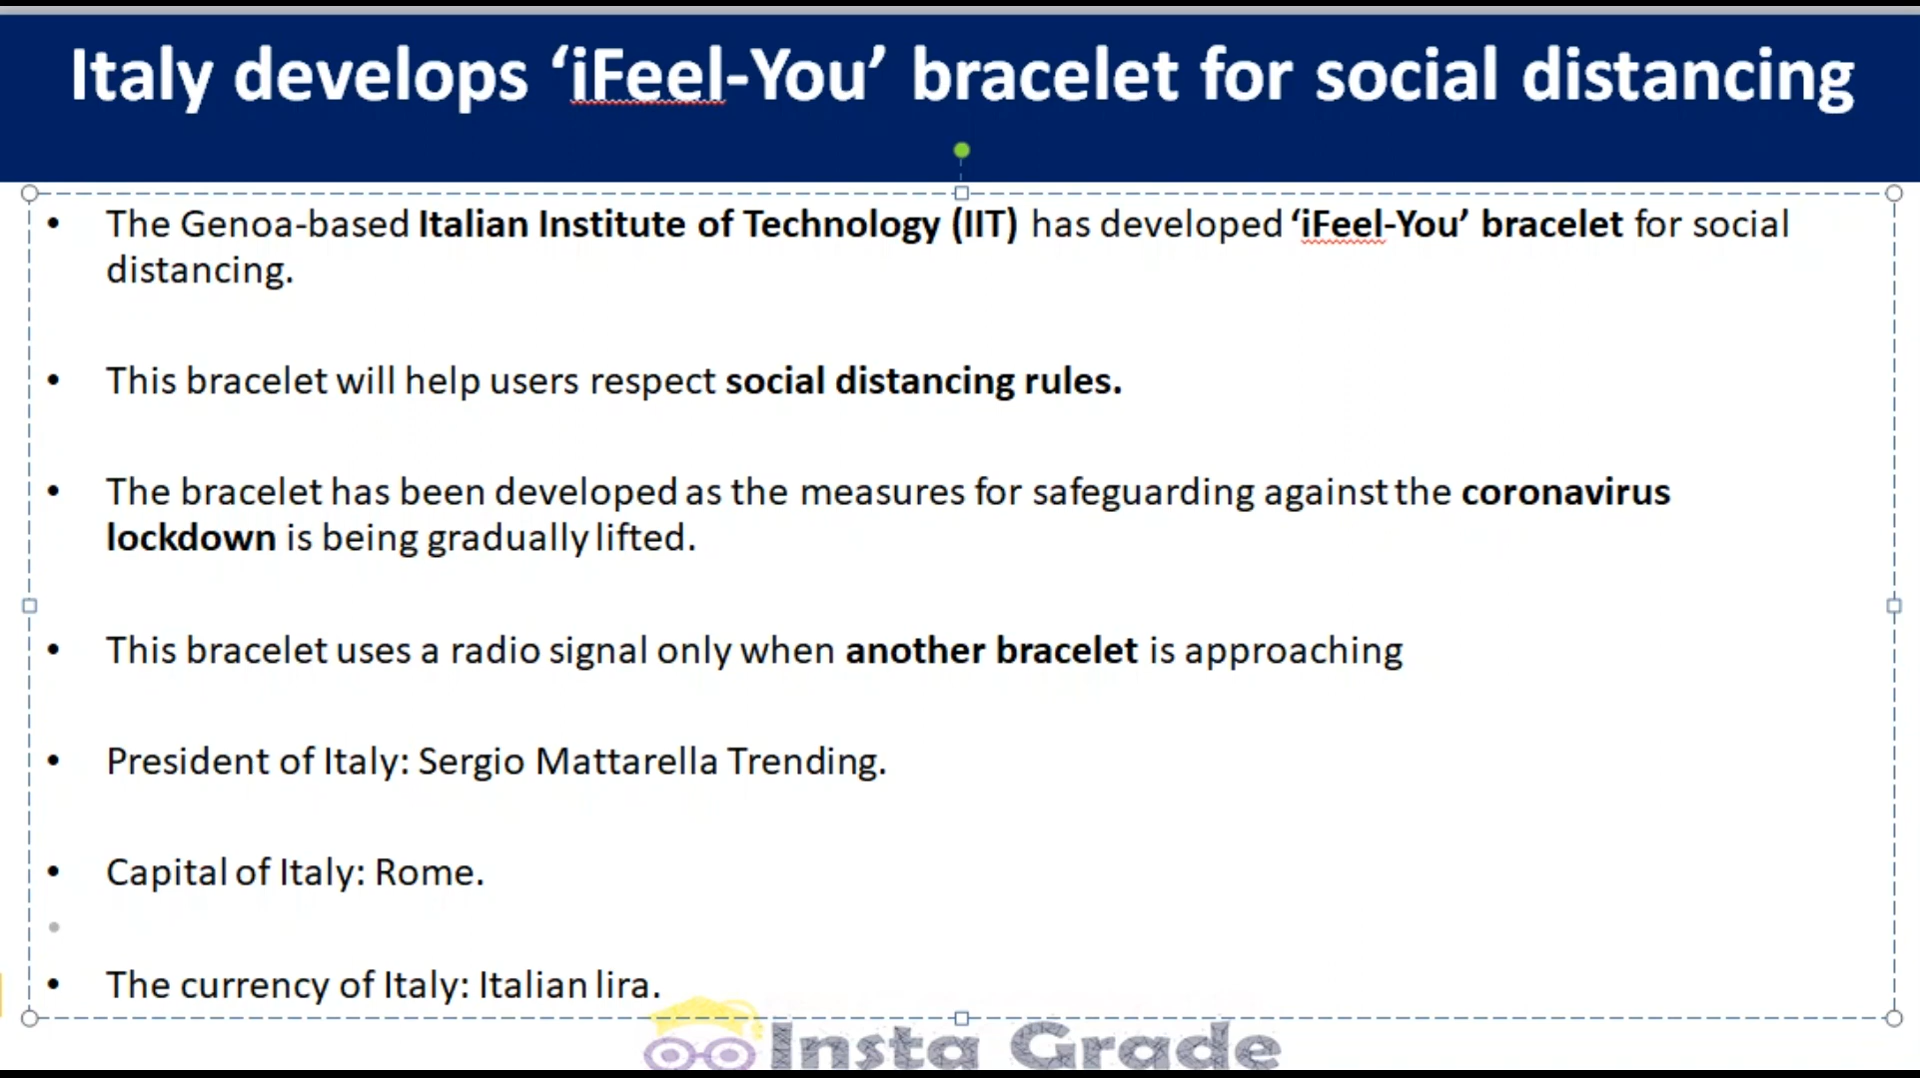 Italy develops ‘iFeel-You’ bracelet for social distancing
• The Genoa-based Italian Institute of Technology (IIT) has developed ‘iFeel-You’ bracelet for social
distancing.
• This bracelet will help users respect social distancing rules.
• The bracelet has been developed as the measures for safeguarding against the coronavirus
lockdown is being gradually lifted.
• This bracelet uses a radio signal only when another bracelet is approaching
• President of Italy: Sergio Mattarella Trending.
• Capital of Italy: Rome.
• The currency of Italy: Italian lira.
Insta Grade